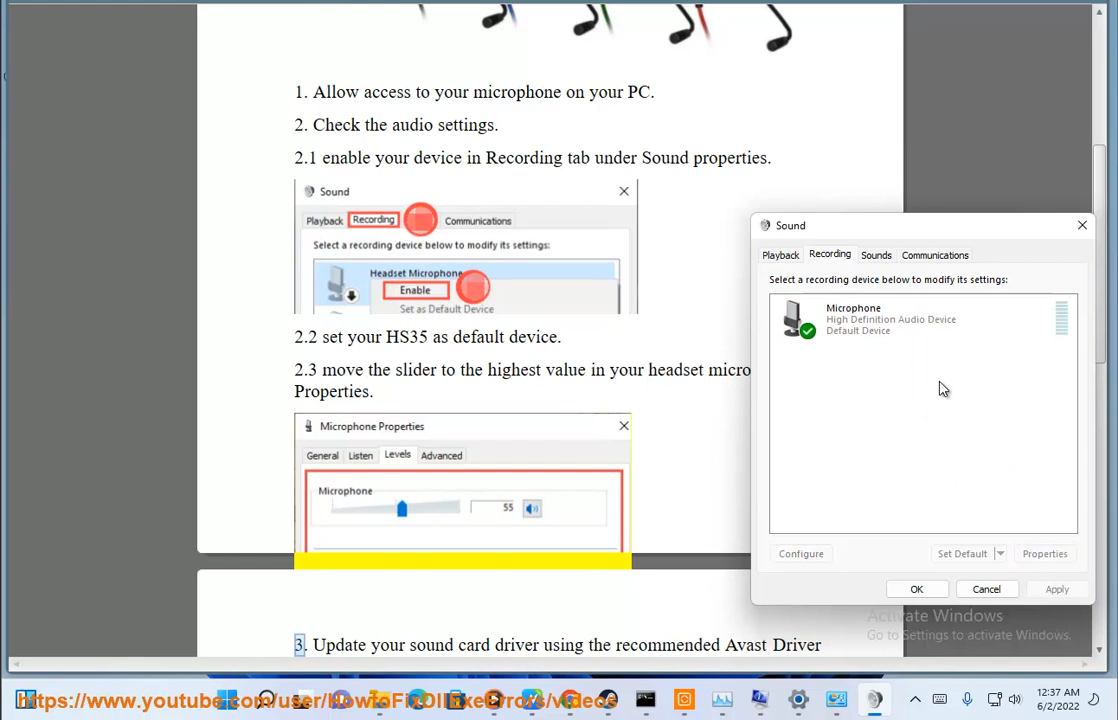 1. Allow access to your microphone on your PC.
2. Check the audio settings.
2.1 enable your device in Recording tab under Sound properties.
Sound
Playback Recording Communications
Select a recording device below to modify its settings:
Headset Microphone
Enable
Set as Default Device
2.2 set your HS35 as default device.
2.3 move the slider to the highest value in your headset micro
Properties.
Microphone Properties
General Listen Levels Advanced
Microphone
55
3. Update your sound card driver using the recommended Avast Driver
Sound
Playback Recording Sounds Communications
Select a recording device below to modify its settings:
Microphone
High Definition Audio Device
Default Device
Configure Set Default Properties
OK Cancel Apply
Activate Windows
Go to Settings to activate Windows.
https://www.youtube.com/user/HowtoFixDllExeErrors/videos
12:37 AM
6/2/2022